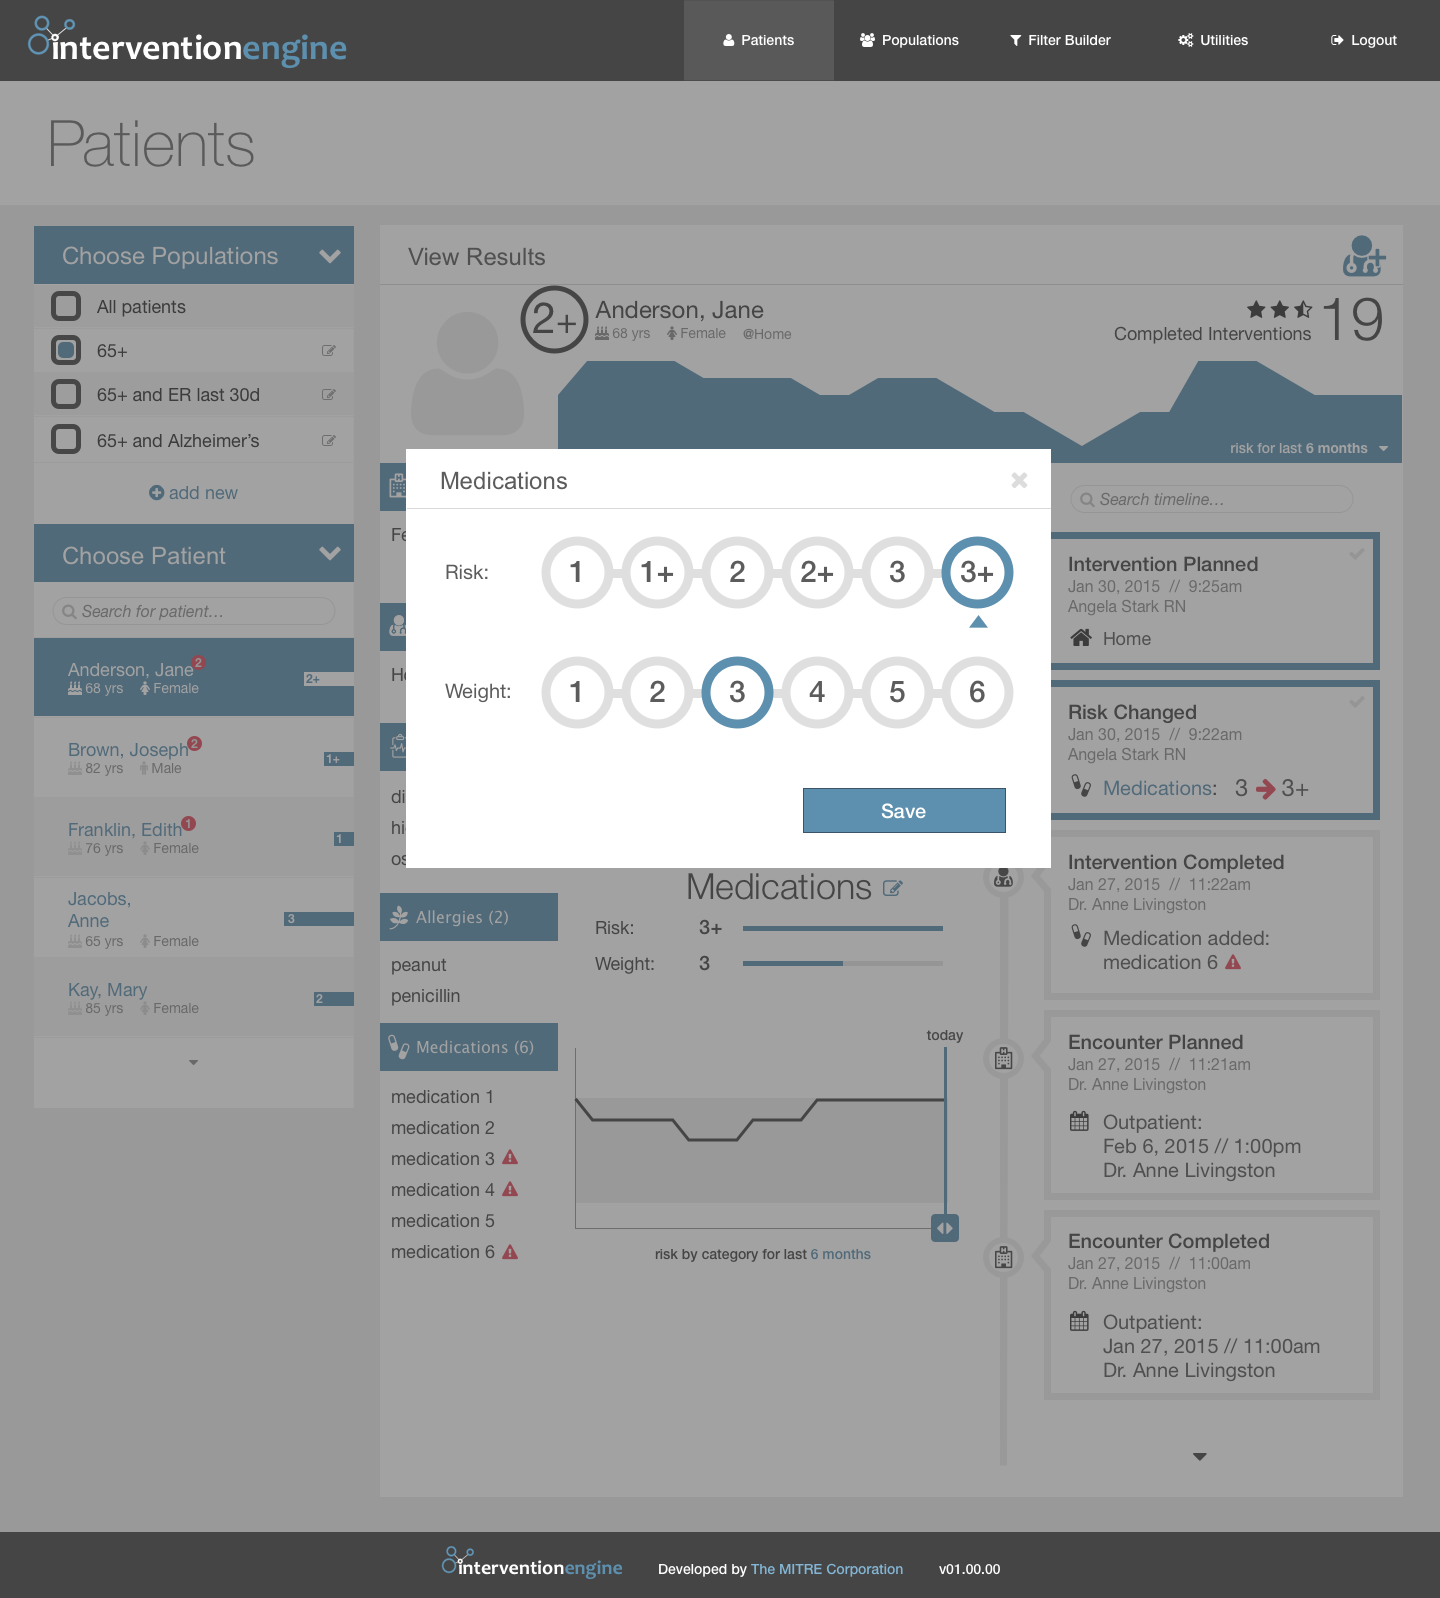 interventionengine
Patients
Populations
Filter Builder
Utilities
Logout
Patients
Choose Populations
All patients
65+
65+ and ER last 30d
65+ and Alzheimer’s
add new
Choose Patient
Search for patient...
Anderson, Jane 2
68 yrs Female
2+
Brown, Joseph 2
82 yrs Male
1+
Franklin, Edith 1
76 yrs Female
1
Jacobs,
Anne
65 yrs Female
3
Kay, Mary
85 yrs Female
2
View Results
2+
Anderson, Jane
68 yrs Female @Home
Completed Interventions 19
risk for last 6 months
Fe
He
di
hi
os
Medications
Risk:
1 1+ 2 2+ 3 3+
Weight:
1 2 3 4 5 6
Save
Allergies (2)
peanut
penicillin
Medications (6)
medication 1
medication 2
medication 3
medication 4
medication 5
medication 6
Medications
Risk: 3+
Weight: 3
today
risk by category for last 6 months
Search timeline...
Intervention Planned
Jan 30, 2015 // 9:25am
Angela Stark RN
Home
Risk Changed
Jan 30, 2015 // 9:22am
Angela Stark RN
Medications: 3 3+
Intervention Completed
Jan 27, 2015 // 11:22am
Dr. Anne Livingston
Medication added:
medication 6
Encounter Planned
Jan 27, 2015 // 11:21am
Dr. Anne Livingston
Outpatient:
Feb 6, 2015 // 1:00pm
Dr. Anne Livingston
Encounter Completed
Jan 27, 2015 // 11:00am
Dr. Anne Livingston
Outpatient:
Jan 27, 2015 // 11:00am
Dr. Anne Livingston
interventionengine
Developed by The MITRE Corporation
v01.00.00